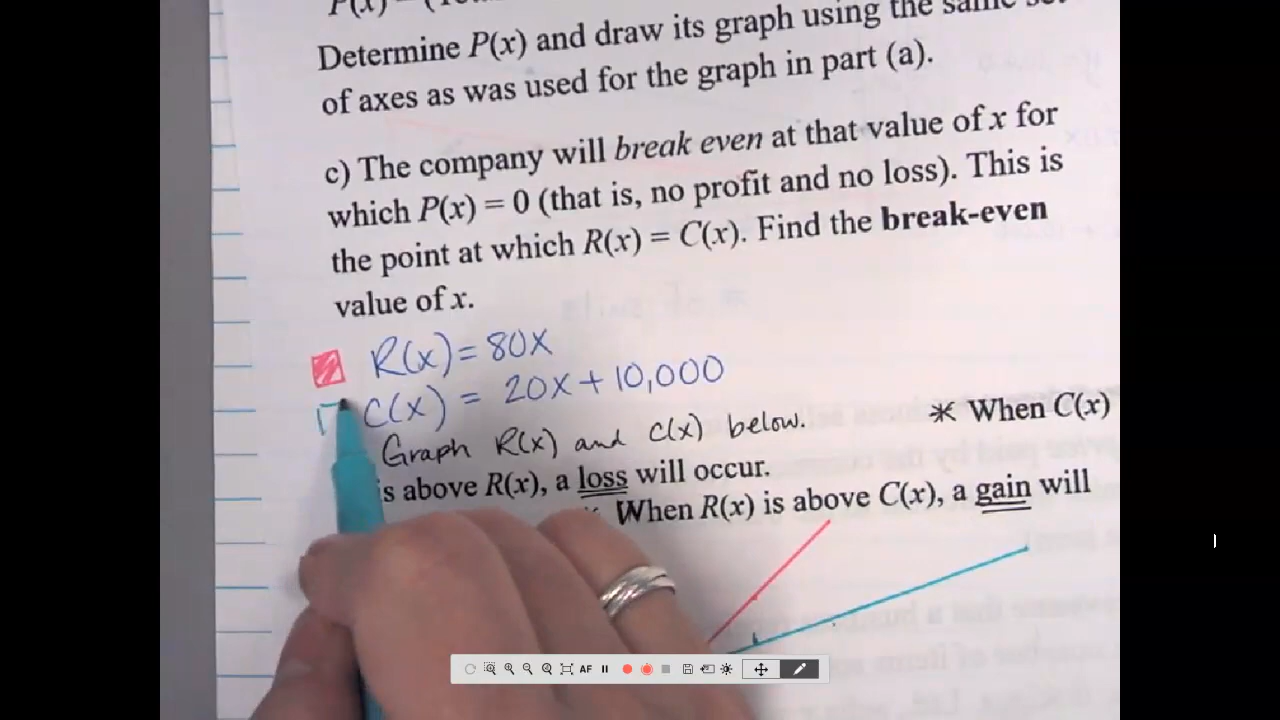 Determine P(x) and draw its graph using the same
of axes as was used for the graph in part (a).
c) The company will break even at that value of x for
which P(x) = 0 (that is, no profit and no loss). This is
the point at which R(x) = C(x). Find the break-even
value of x.
R(x) = 80x
C(x) = 20x + 10,000
Graph R(x) and C(x) below.
* When C(x)
is above R(x), a loss will occur.
When R(x) is above C(x), a gain will
AF